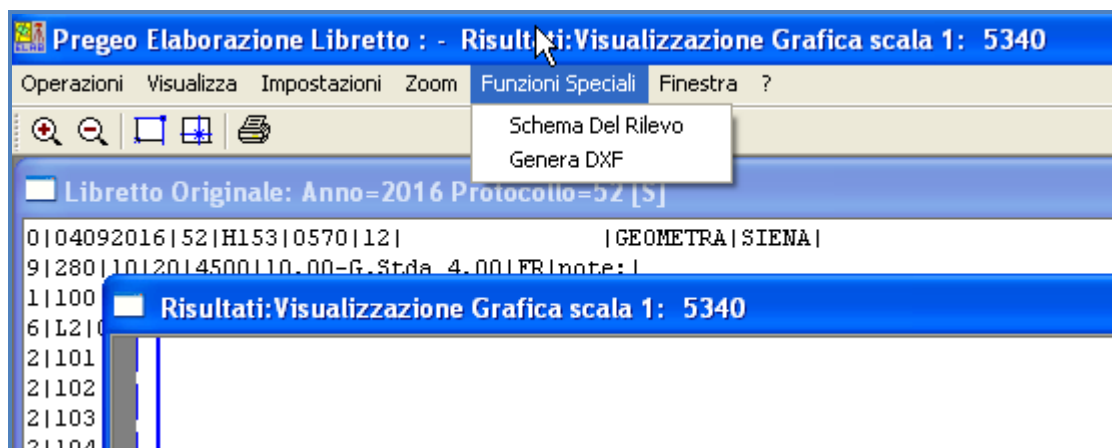 Pregeo Elaborazione Libretto : - Risultati:Visualizzazione Grafica scala 1: 5340
Operazioni Visualizza Impostazioni Zoom Funzioni Speciali Finestra ?
Schema Del Rilevo
Genera DXF
Libretto Originale: Anno=2016 Protocollo=52 [S]
0|04092016|52|H153|0570|12| |GEOMETRA|SIENA|
9|280|10|20|4500|10.00-G.Stda 4.00|FR|note:|
1|100
Risultati:Visualizzazione Grafica scala 1: 5340
6|L2|0
2|101
2|102
2|103
2|104